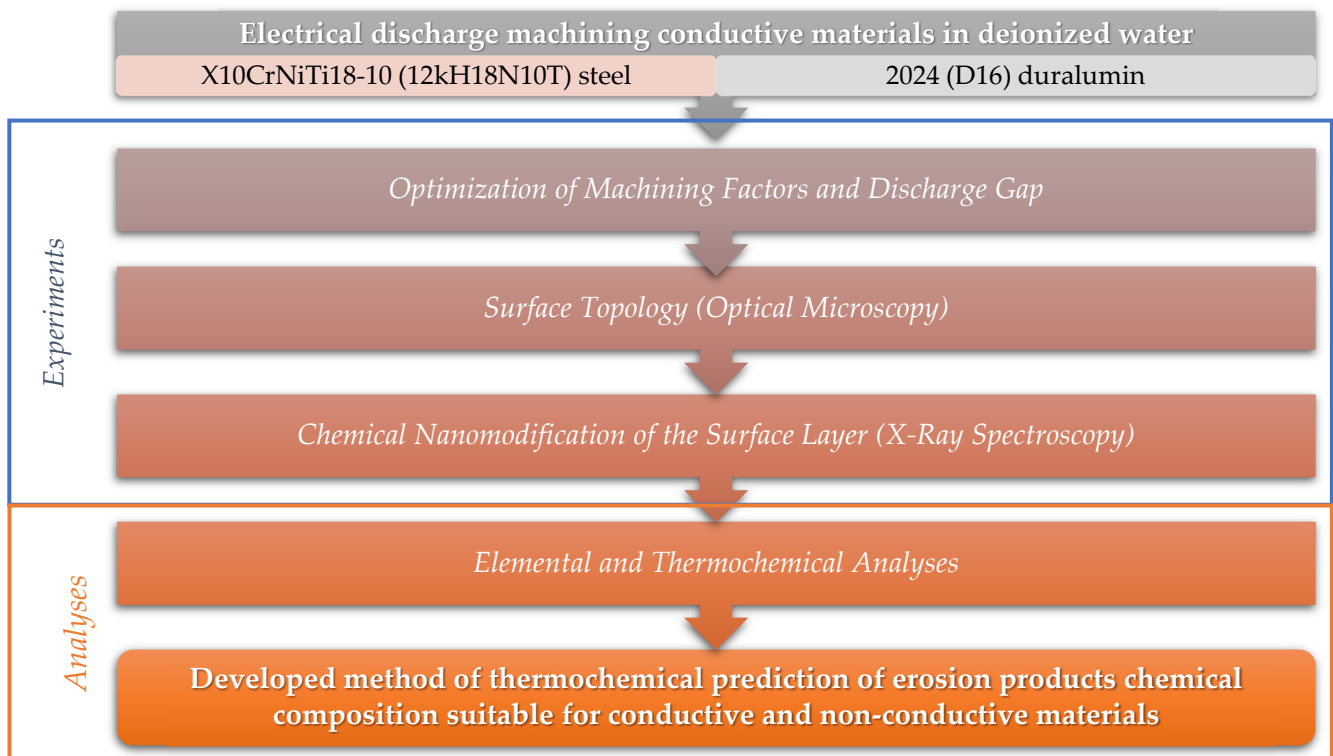 Electrical discharge machining conductive materials in deionized water
X10CrNiTi18-10 (12kH18N10T) steel
2024 (D16) duralumin
Experiments
Optimization of Machining Factors and Discharge Gap
Surface Topology (Optical Microscopy)
Chemical Nanomodification of the Surface Layer (X-Ray Spectroscopy)
Analyses
Elemental and Thermochemical Analyses
Developed method of thermochemical prediction of erosion products chemical
composition suitable for conductive and non-conductive materials